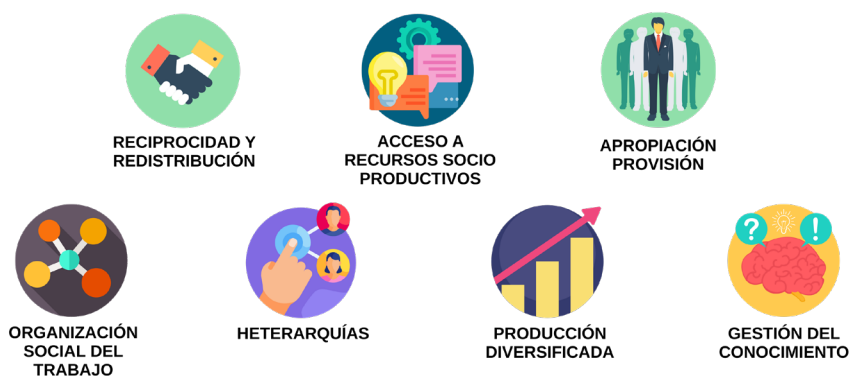 RECIPROCIDAD Y
REDISTRIBUCIÓN
ACCESO A
RECURSOS SOCIO
PRODUCTIVOS
APROPIACIÓN
PROVISIÓN
ORGANIZACIÓN
SOCIAL DEL
TRABAJO
HETERARQUÍAS
PRODUCCIÓN
DIVERSIFICADA
GESTIÓN DEL
CONOCIMIENTO